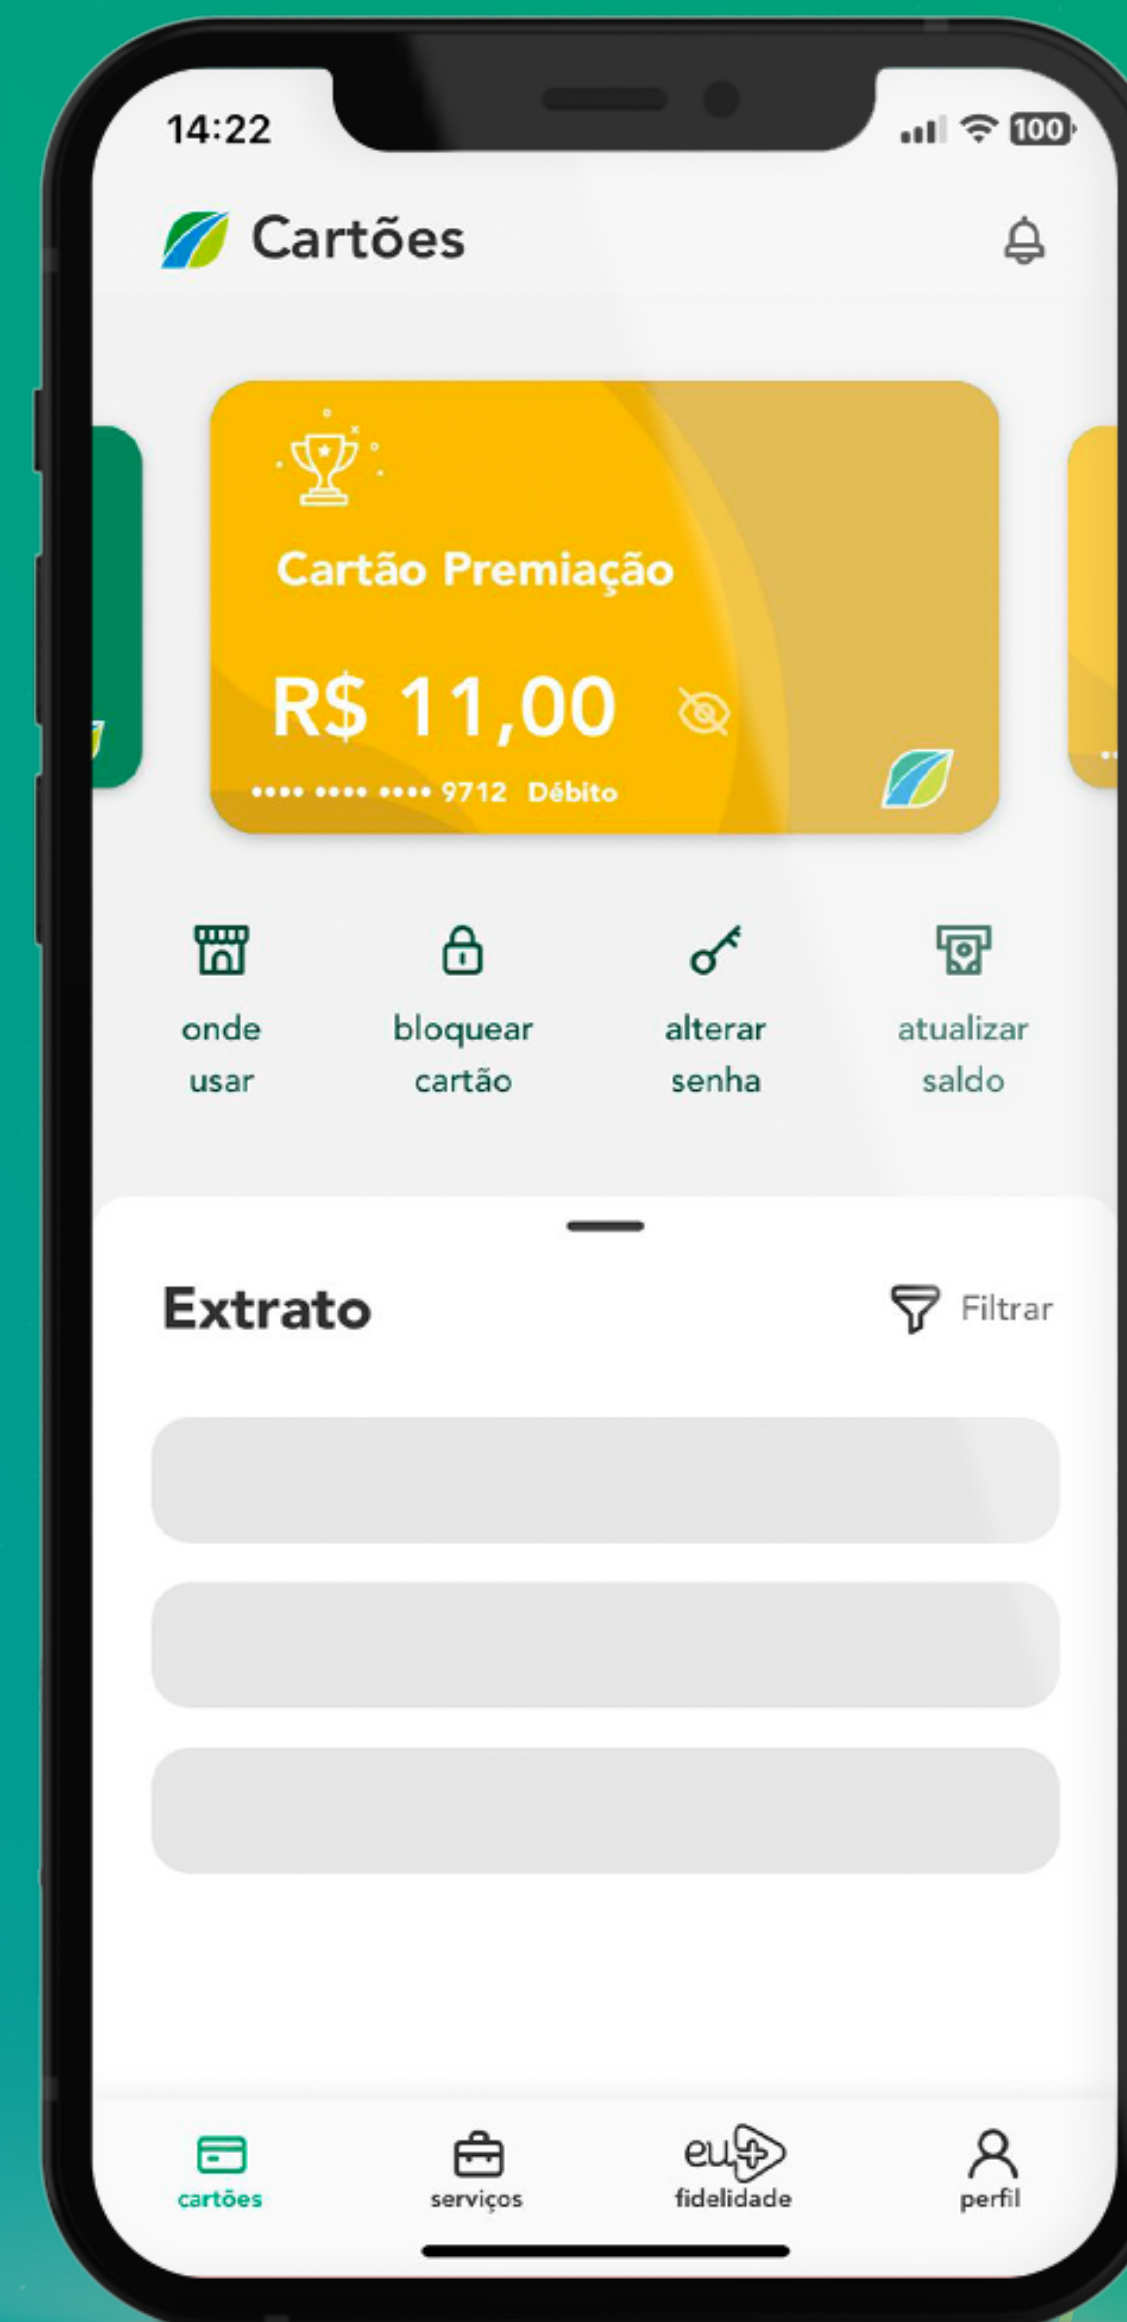 14:22
100
Cartões
Cartão Premiação
R$ 11,00
•••• •••• •••• 9712 Débito
onde
usar
bloquear
cartão
alterar
senha
atualizar
saldo
Extrato
Filtrar
cartões
serviços
eu+
fidelidade
perfil